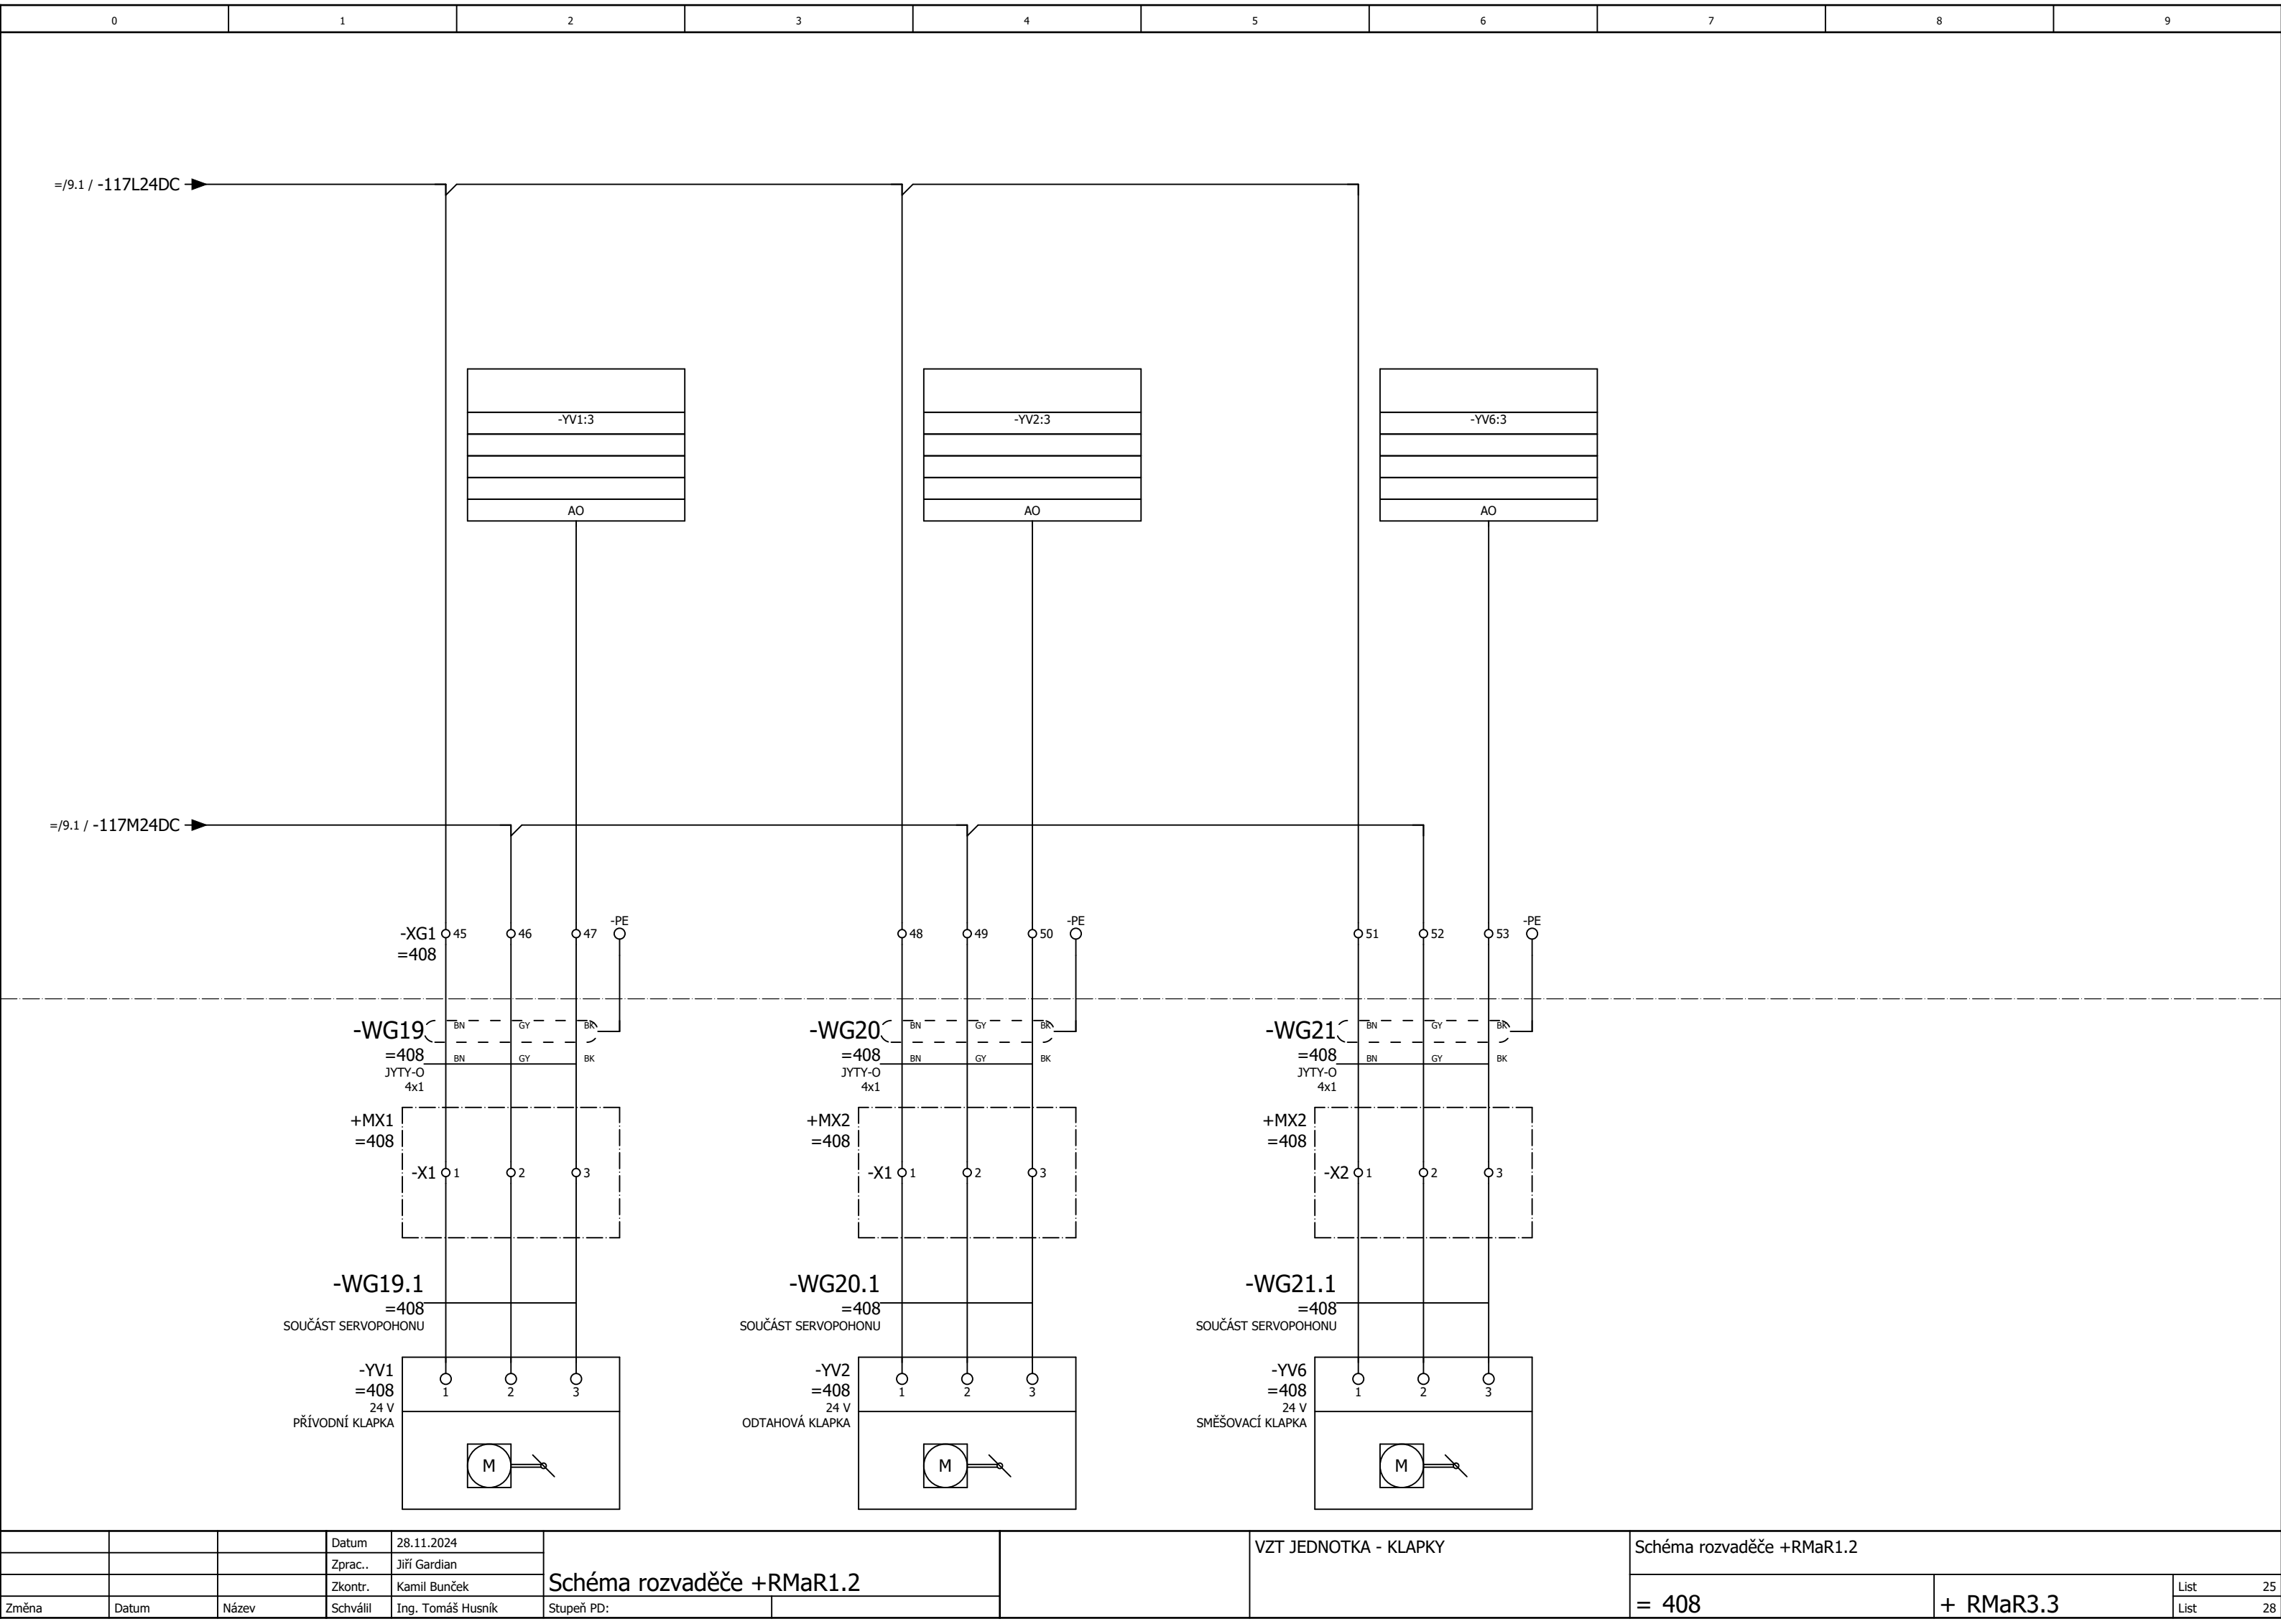 0 1 2 3 4 5 6 7 8 9
=/9.1 / -117L24DC
-YV1:3 -YV2:3 -YV6:3
AO AO AO
=/9.1 / -117M24DC
-PE -PE -PE
-XG1 45 46 47 48 49 50 51 52 53
=408
-WG19 BN GY BK -WG20 BN GY BK -WG21 BN GY BK
=408 BN GY BK =408 BN GY BK =408 BN GY BK
JYTY-O JYTY-O JYTY-O
4x1 4x1 4x1
+MX1 +MX2 +MX2
=408 =408 =408
-X1 1 2 3 -X1 1 2 3 -X2 1 2 3
-WG19.1 -WG20.1 -WG21.1
=408 =408 =408
SOUČÁST SERVOPOHONU SOUČÁST SERVOPOHONU SOUČÁST SERVOPOHONU
-YV1 -YV2 -YV6
=408 1 2 3 =408 1 2 3 =408 1 2 3
24 V 24 V 24 V
PŘÍVODNÍ KLAPKA ODTAHOVÁ KLAPKA SMĚŠOVACÍ KLAPKA
M M M
Datum 28.11.2024 VZT JEDNOTKA - KLAPKY Schéma rozvaděče +RMaR1.2
Zprac.. Jiří Gardian
Zkontr. Kamil Bunček Schéma rozvaděče +RMaR1.2 List 25
Změna Datum Název Schválil Ing. Tomáš Husník Stupeň PD: = 408 + RMaR3.3 List 28